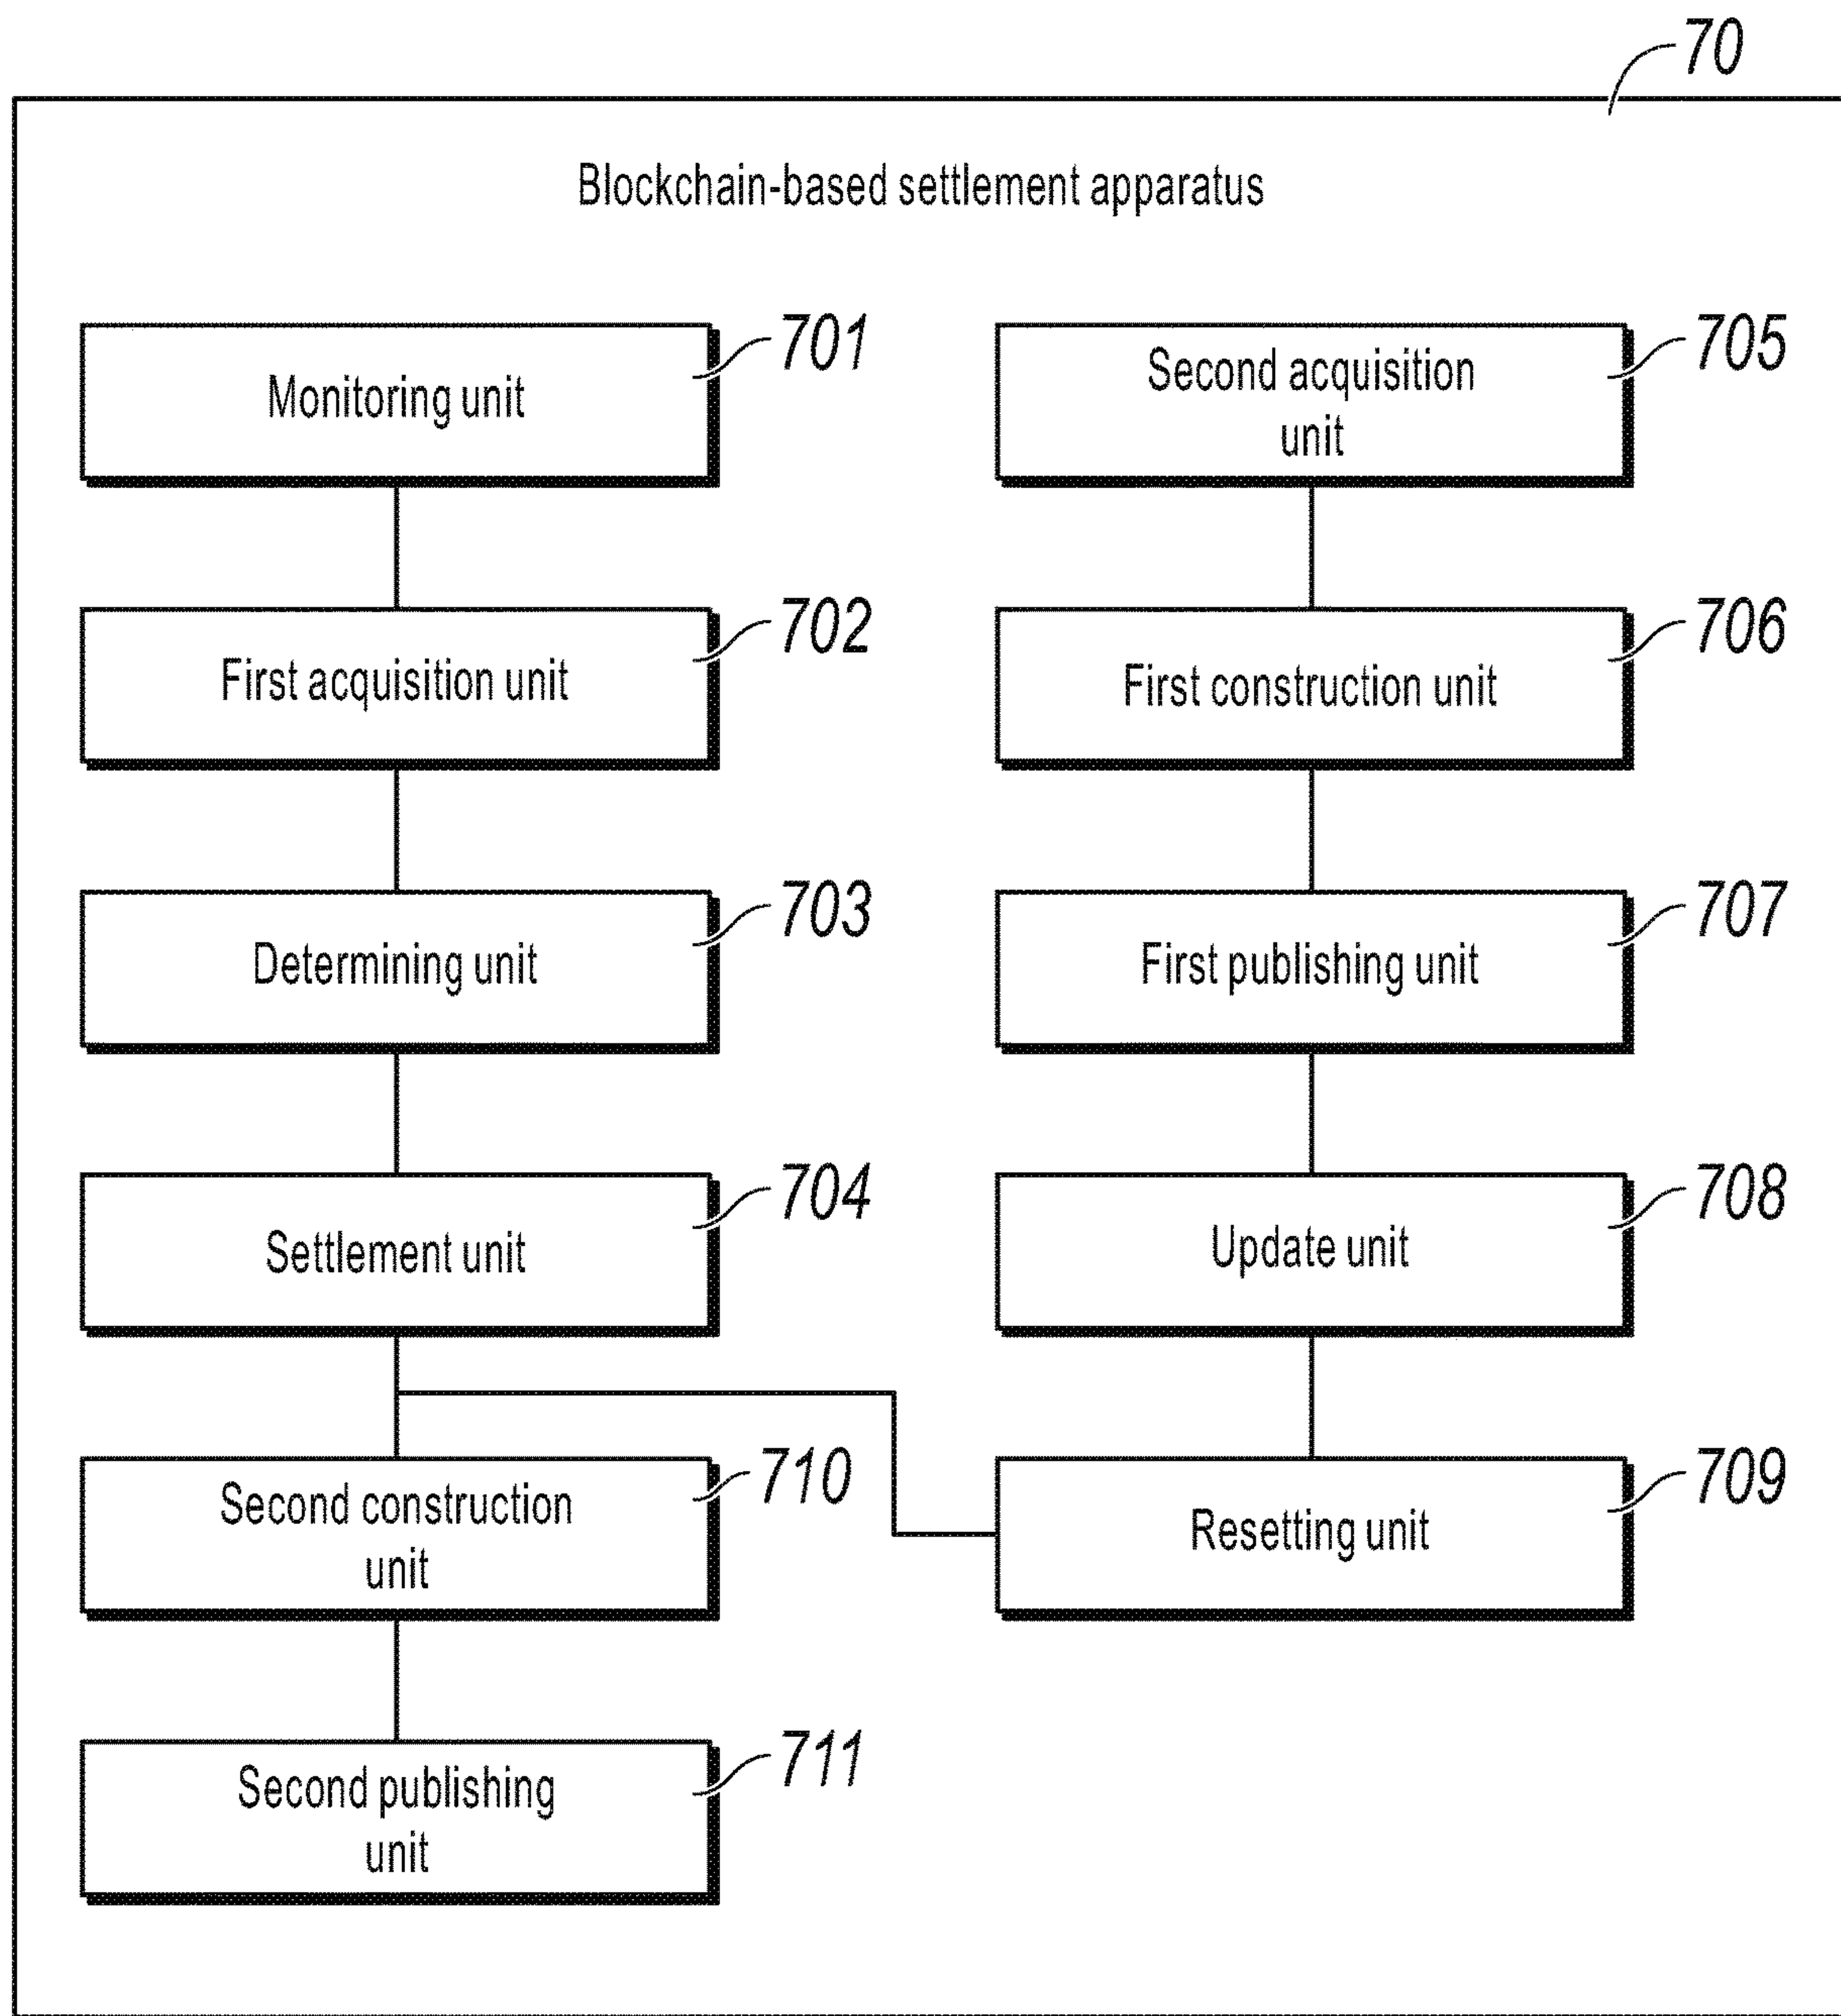 70
Blockchain-based settlement apparatus
701
Monitoring unit
702
First acquisition unit
703
Determining unit
704
Settlement unit
710
Second construction
unit
711
Second publishing
unit
705
Second acquisition
unit
706
First construction unit
707
First publishing unit
708
Update unit
709
Resetting unit